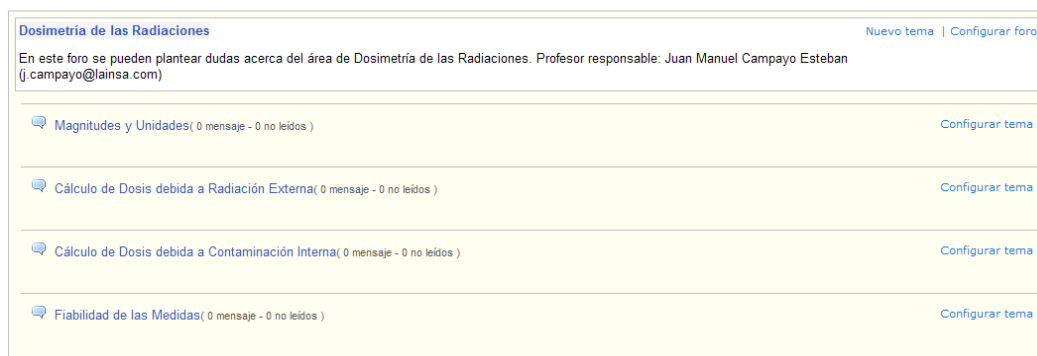 Dosimetría de las Radiaciones
Nuevo tema | Configurar foro
En este foro se pueden plantear dudas acerca del área de Dosimetría de las Radiaciones. Profesor responsable: Juan Manuel Campayo Esteban
(j.campayo@lainsa.com)
Magnitudes y Unidades( 0 mensaje - 0 no leídos )
Configurar tema
Cálculo de Dosis debida a Radiación Externa( 0 mensaje - 0 no leídos )
Configurar tema
Cálculo de Dosis debida a Contaminación Interna( 0 mensaje - 0 no leídos )
Configurar tema
Fiabilidad de las Medidas( 0 mensaje - 0 no leídos )
Configurar tema